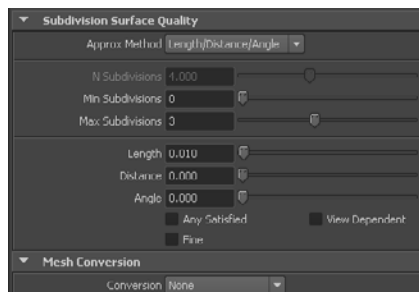 Subdivision Surface Quality
Approx Method Length/Distance/Angle
N Subdivisions 4.000
Min Subdivisions 0
Max Subdivisions 3
Length 0.010
Distance 0.000
Angle 0.000
Any Satisfied View Dependent
Fine
Mesh Conversion
Conversion None